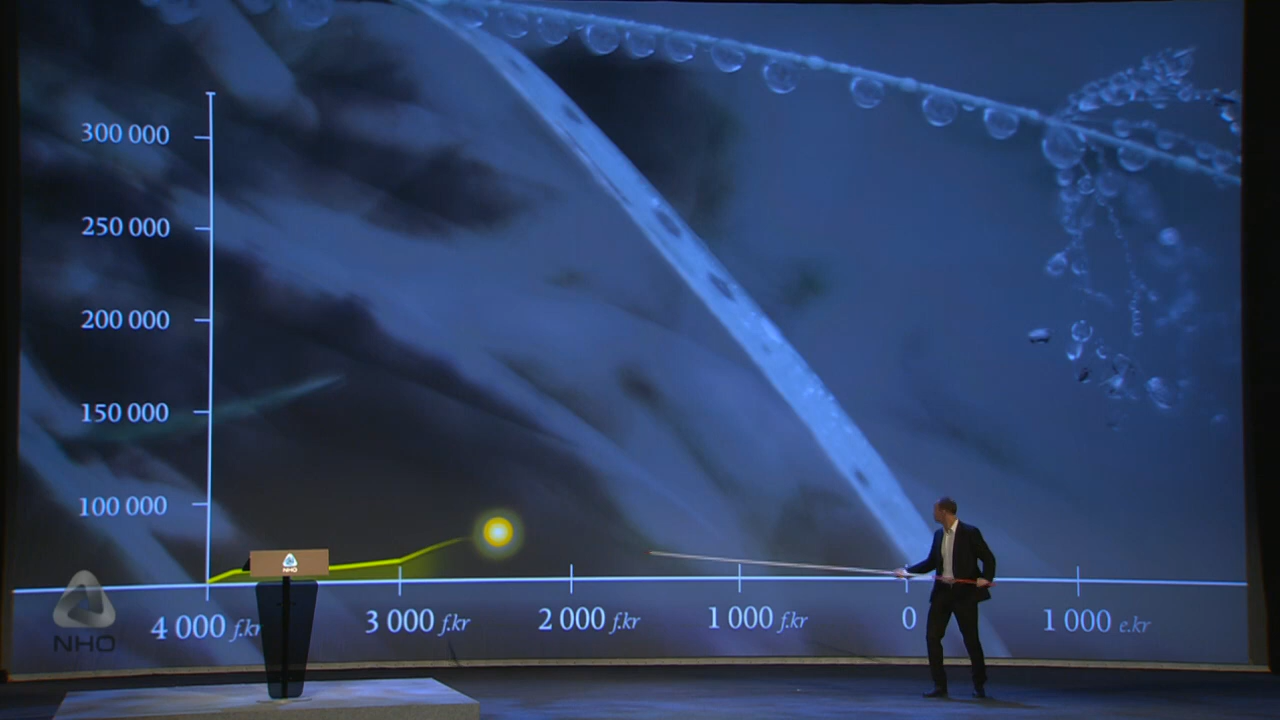 300 000
250 000
200 000
150 000
100 000
4 000 f.kr
3 000 f.kr
2 000 f.kr
1 000 f.kr
0
1 000 e.kr
NHO
NHO